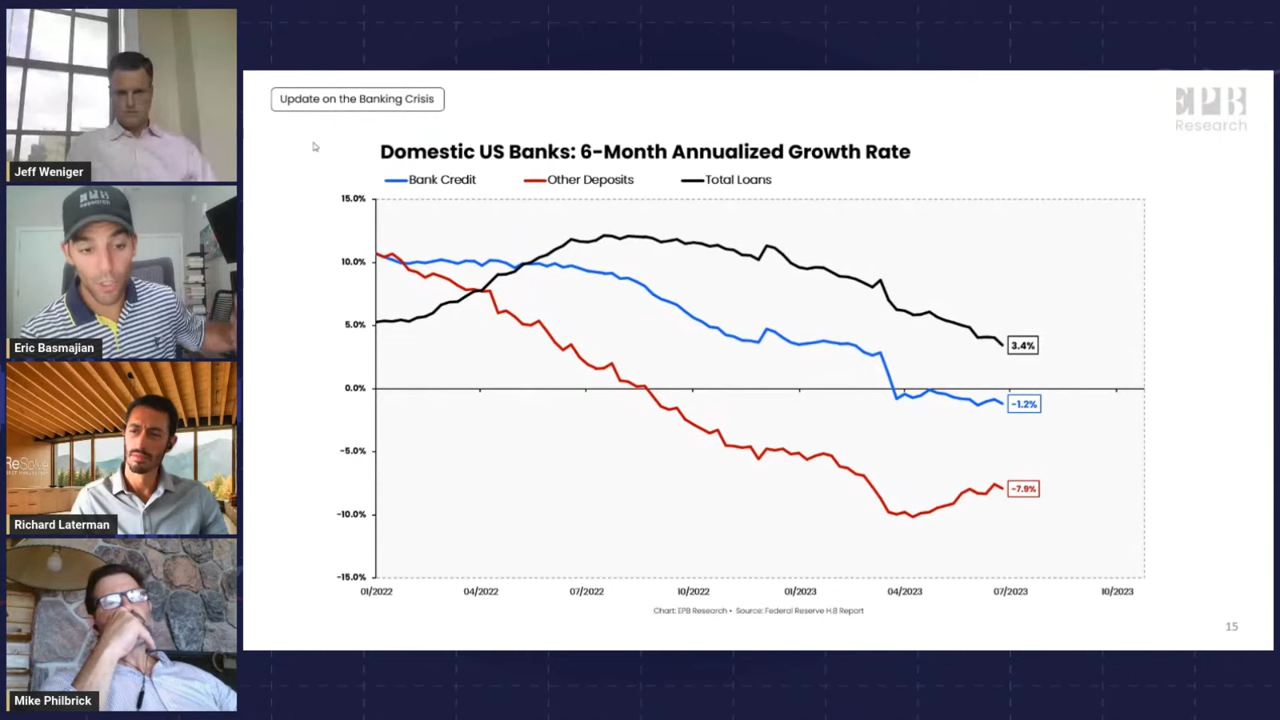 Jeff Weniger
EPB
Research
Eric Basmajian
ReSolve
Richard Laterman
Mike Philbrick
Update on the Banking Crisis
EPB
Research
Domestic US Banks: 6-Month Annualized Growth Rate
Bank Credit Other Deposits Total Loans
15.0%
10.0%
5.0%
0.0%
-5.0%
-10.0%
-15.0%
3.4%
-1.2%
-7.9%
01/2022 04/2022 07/2022 10/2022 01/2023 04/2023 07/2023 10/2023
Chart: EPB Research • Source: Federal Reserve H.8 Report
15